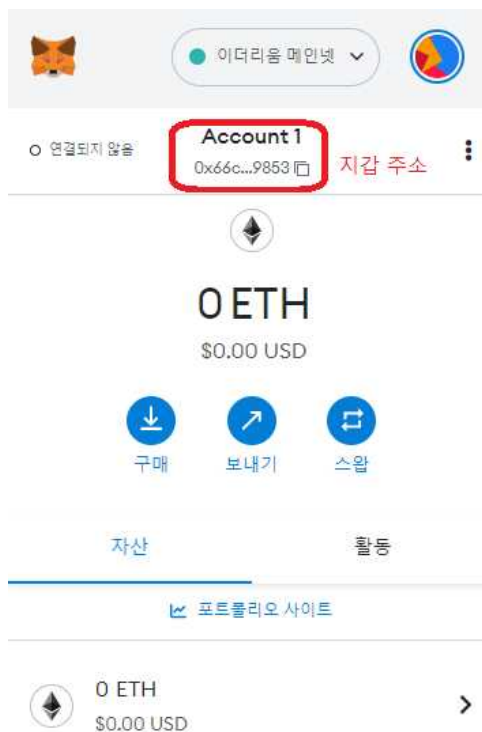 이더리움 메인넷
연결되지 않음
Account 1
0x66c...9853
지갑 주소
0 ETH
$0.00 USD
구매
보내기
스왑
자산
활동
포트폴리오 사이트
0 ETH
$0.00 USD